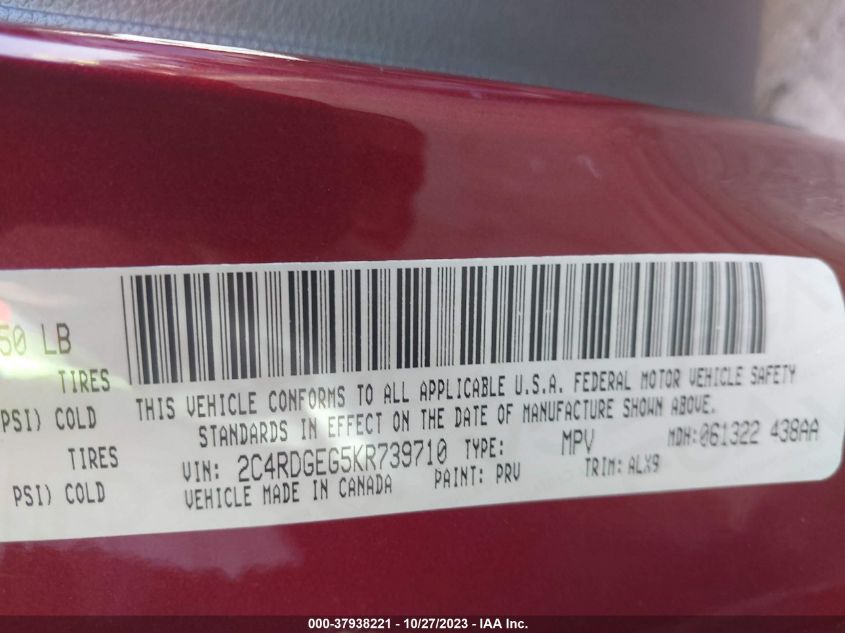 50 LB
TIRES
PSI) COLD
TIRES
PSI) COLD
THIS VEHICLE CONFORMS TO ALL APPLICABLE U.S.A. FEDERAL MOTOR VEHICLE SAFETY
STANDARDS IN EFFECT ON THE DATE OF MANUFACTURE SHOWN ABOVE.
VIN: 2C4RDGEG5KR739710 TYPE: MPV MDH:061322 438AA
VEHICLE MADE IN CANADA PAINT: PRV TRIM: ALX9
000-37938221 - 10/27/2023 - IAA Inc.